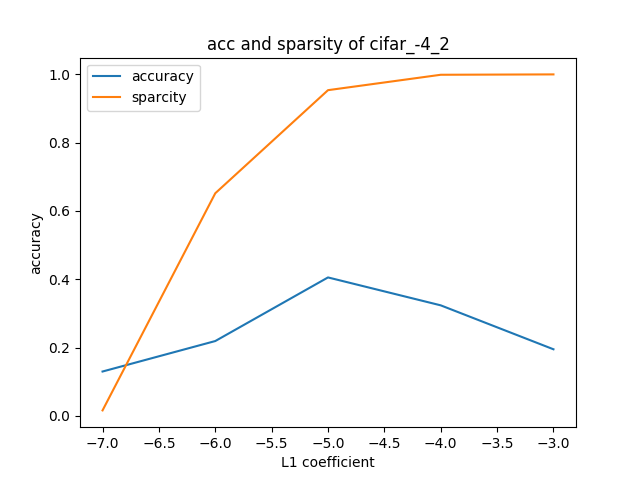 acc and sparsity of cifar_-4_2
accuracy
sparcity
1.0
0.8
0.6
0.4
0.2
0.0
accuracy
−7.0 −6.5 −6.0 −5.5 −5.0 −4.5 −4.0 −3.5 −3.0
L1 coefficient